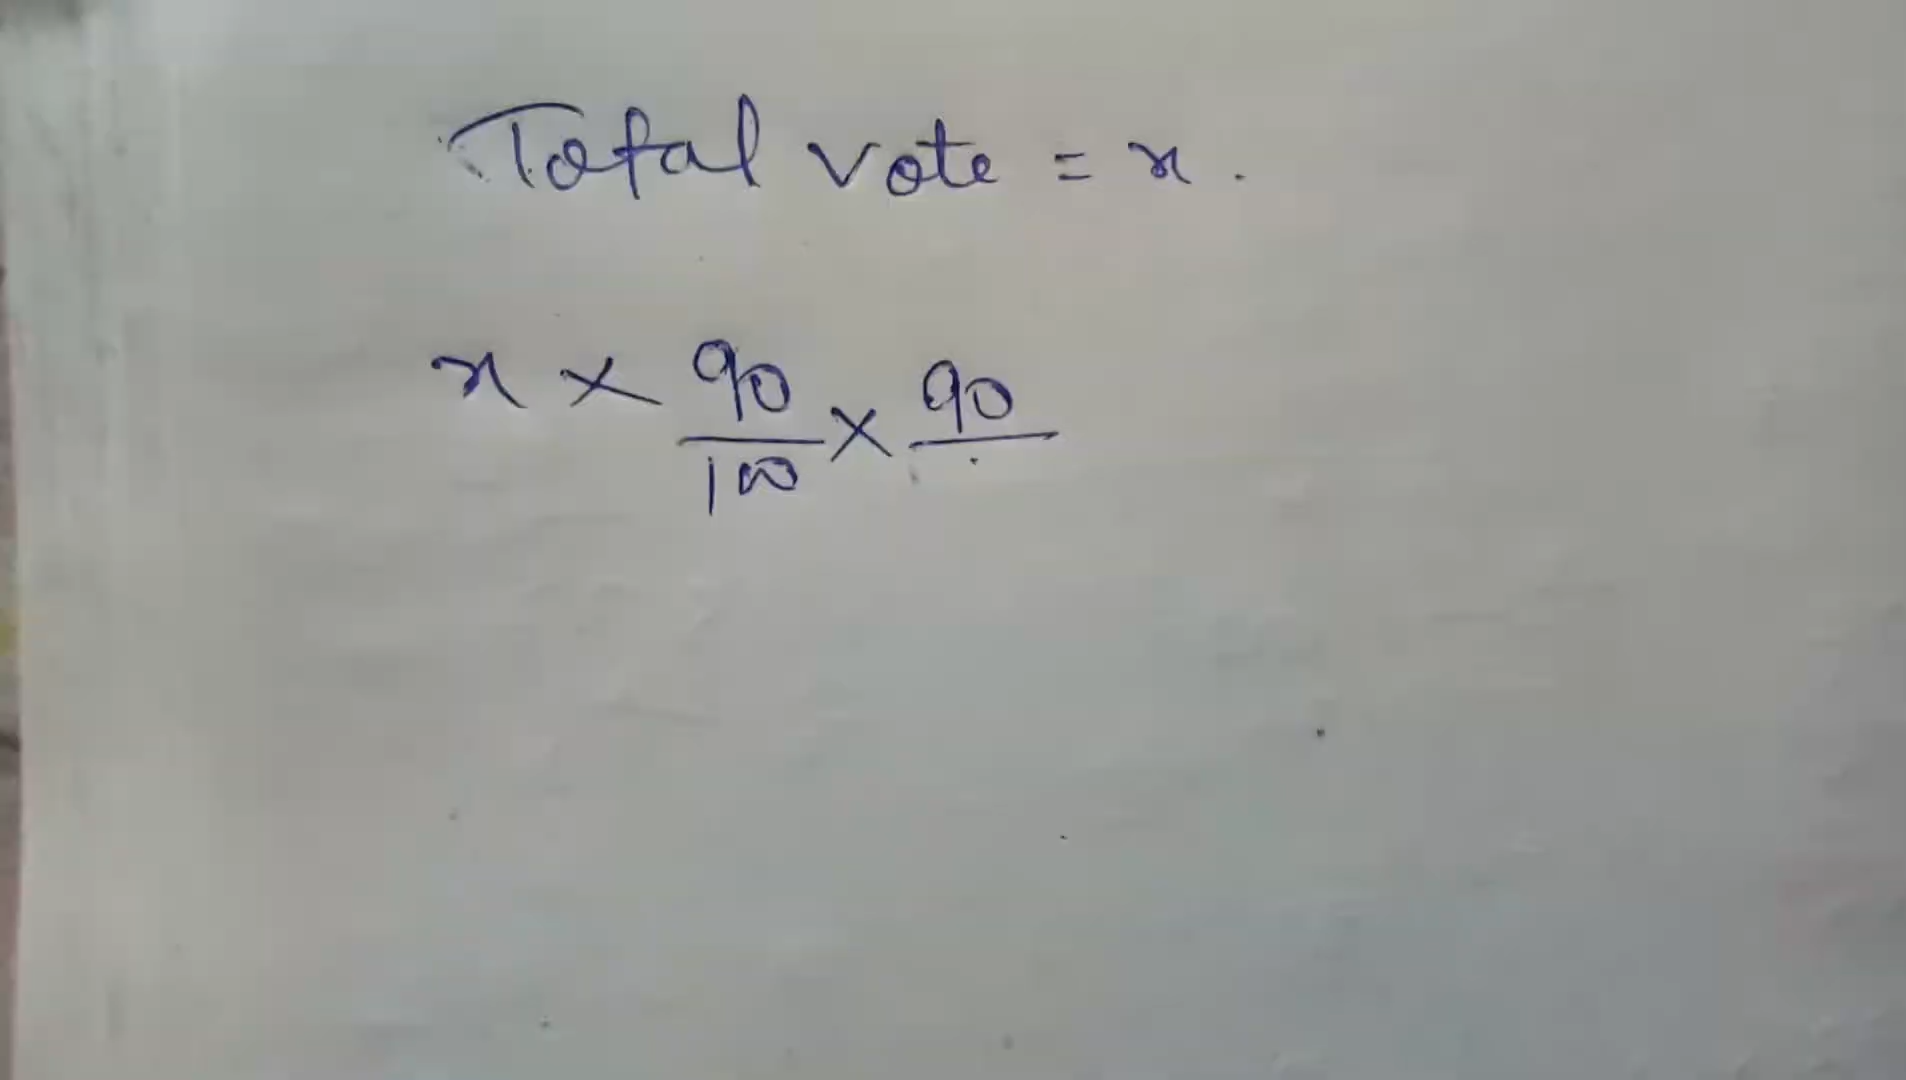 Total vote = x.
x × 90/100 × 90/